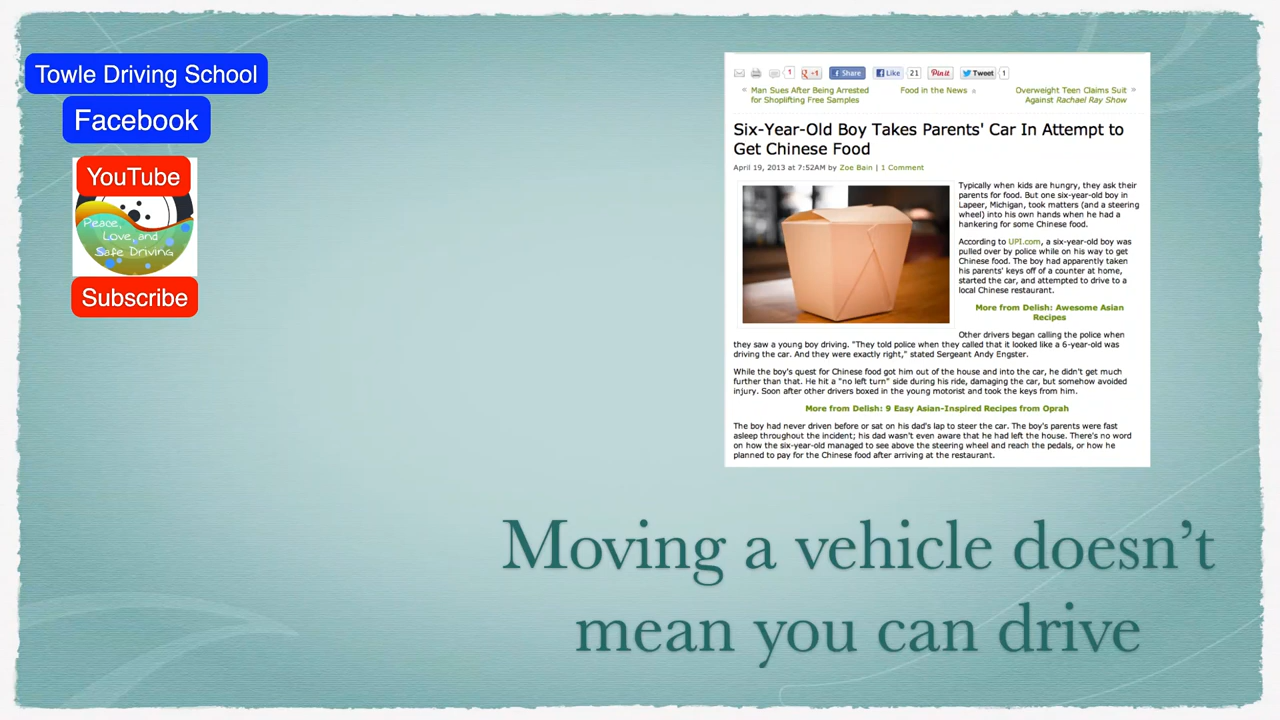 Towle Driving School
Facebook
YouTube
Peace,
Love, and
Safe Driving
Subscribe
1 +1 Share Like 21 Pin it Tweet 1
« Man Sues After Being Arrested for Shoplifting Free Samples
Food in the News »
Overweight Teen Claims Suit Against Rachael Ray Show »
Six-Year-Old Boy Takes Parents' Car In Attempt to
Get Chinese Food
April 19, 2013 at 7:52AM by Zoe Bain | 1 Comment
Typically when kids are hungry, they ask their
parents for food. But one six-year-old boy in
Lapeer, Michigan, took matters (and a steering
wheel) into his own hands when he had a
hankering for some Chinese food.
According to UPI.com, a six-year-old boy was
pulled over by police while on his way to get
Chinese food. The boy had apparently taken
his parents' keys off of a counter at home,
started the car, and attempted to drive to a
local Chinese restaurant.
More from Delish: Awesome Asian
Recipes
Other drivers began calling the police when
they saw a young boy driving. "They told police when they called that it looked like a 6-year-old was
driving the car. And they were exactly right," stated Sergeant Andy Engster.
While the boy's quest for Chinese food got him out of the house and into the car, he didn't get much
further than that. He hit a "no left turn" side during his ride, damaging the car, but somehow avoided
injury. Soon after other drivers boxed in the young motorist and took the keys from him.
More from Delish: 9 Easy Asian-Inspired Recipes from Oprah
The boy had never driven before or sat on his dad's lap to steer the car. The boy's parents were fast
asleep throughout the incident; his dad wasn't even aware that he had left the house. There's no word
on how the six-year-old managed to see above the steering wheel and reach the pedals, or how he
planned to pay for the Chinese food after arriving at the restaurant.
Moving a vehicle doesn't
mean you can drive